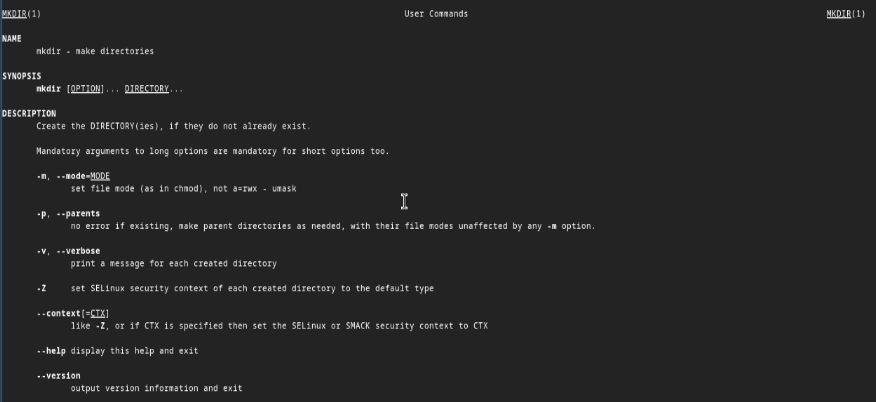 MKDIR(1) User Commands MKDIR(1)
NAME
mkdir - make directories
SYNOPSIS
mkdir [OPTION]... DIRECTORY...
DESCRIPTION
Create the DIRECTORY(ies), if they do not already exist.
Mandatory arguments to long options are mandatory for short options too.
-m, --mode=MODE
set file mode (as in chmod), not a=rwx - umask
-p, --parents
no error if existing, make parent directories as needed, with their file modes unaffected by any -m option.
-v, --verbose
print a message for each created directory
-Z set SELinux security context of each created directory to the default type
--context[=CTX]
like -Z, or if CTX is specified then set the SELinux or SMACK security context to CTX
--help display this help and exit
--version
output version information and exit